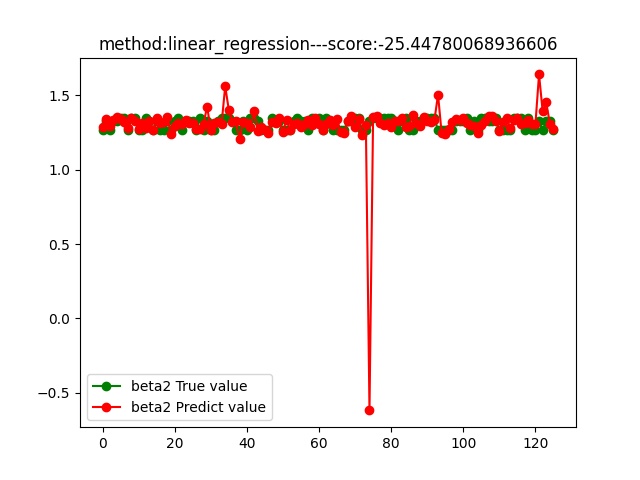 method:linear_regression---score:-25.44780068936606
1.5
1.0
0.5
0.0
−0.5
beta2 True value
beta2 Predict value
0 20 40 60 80 100 120